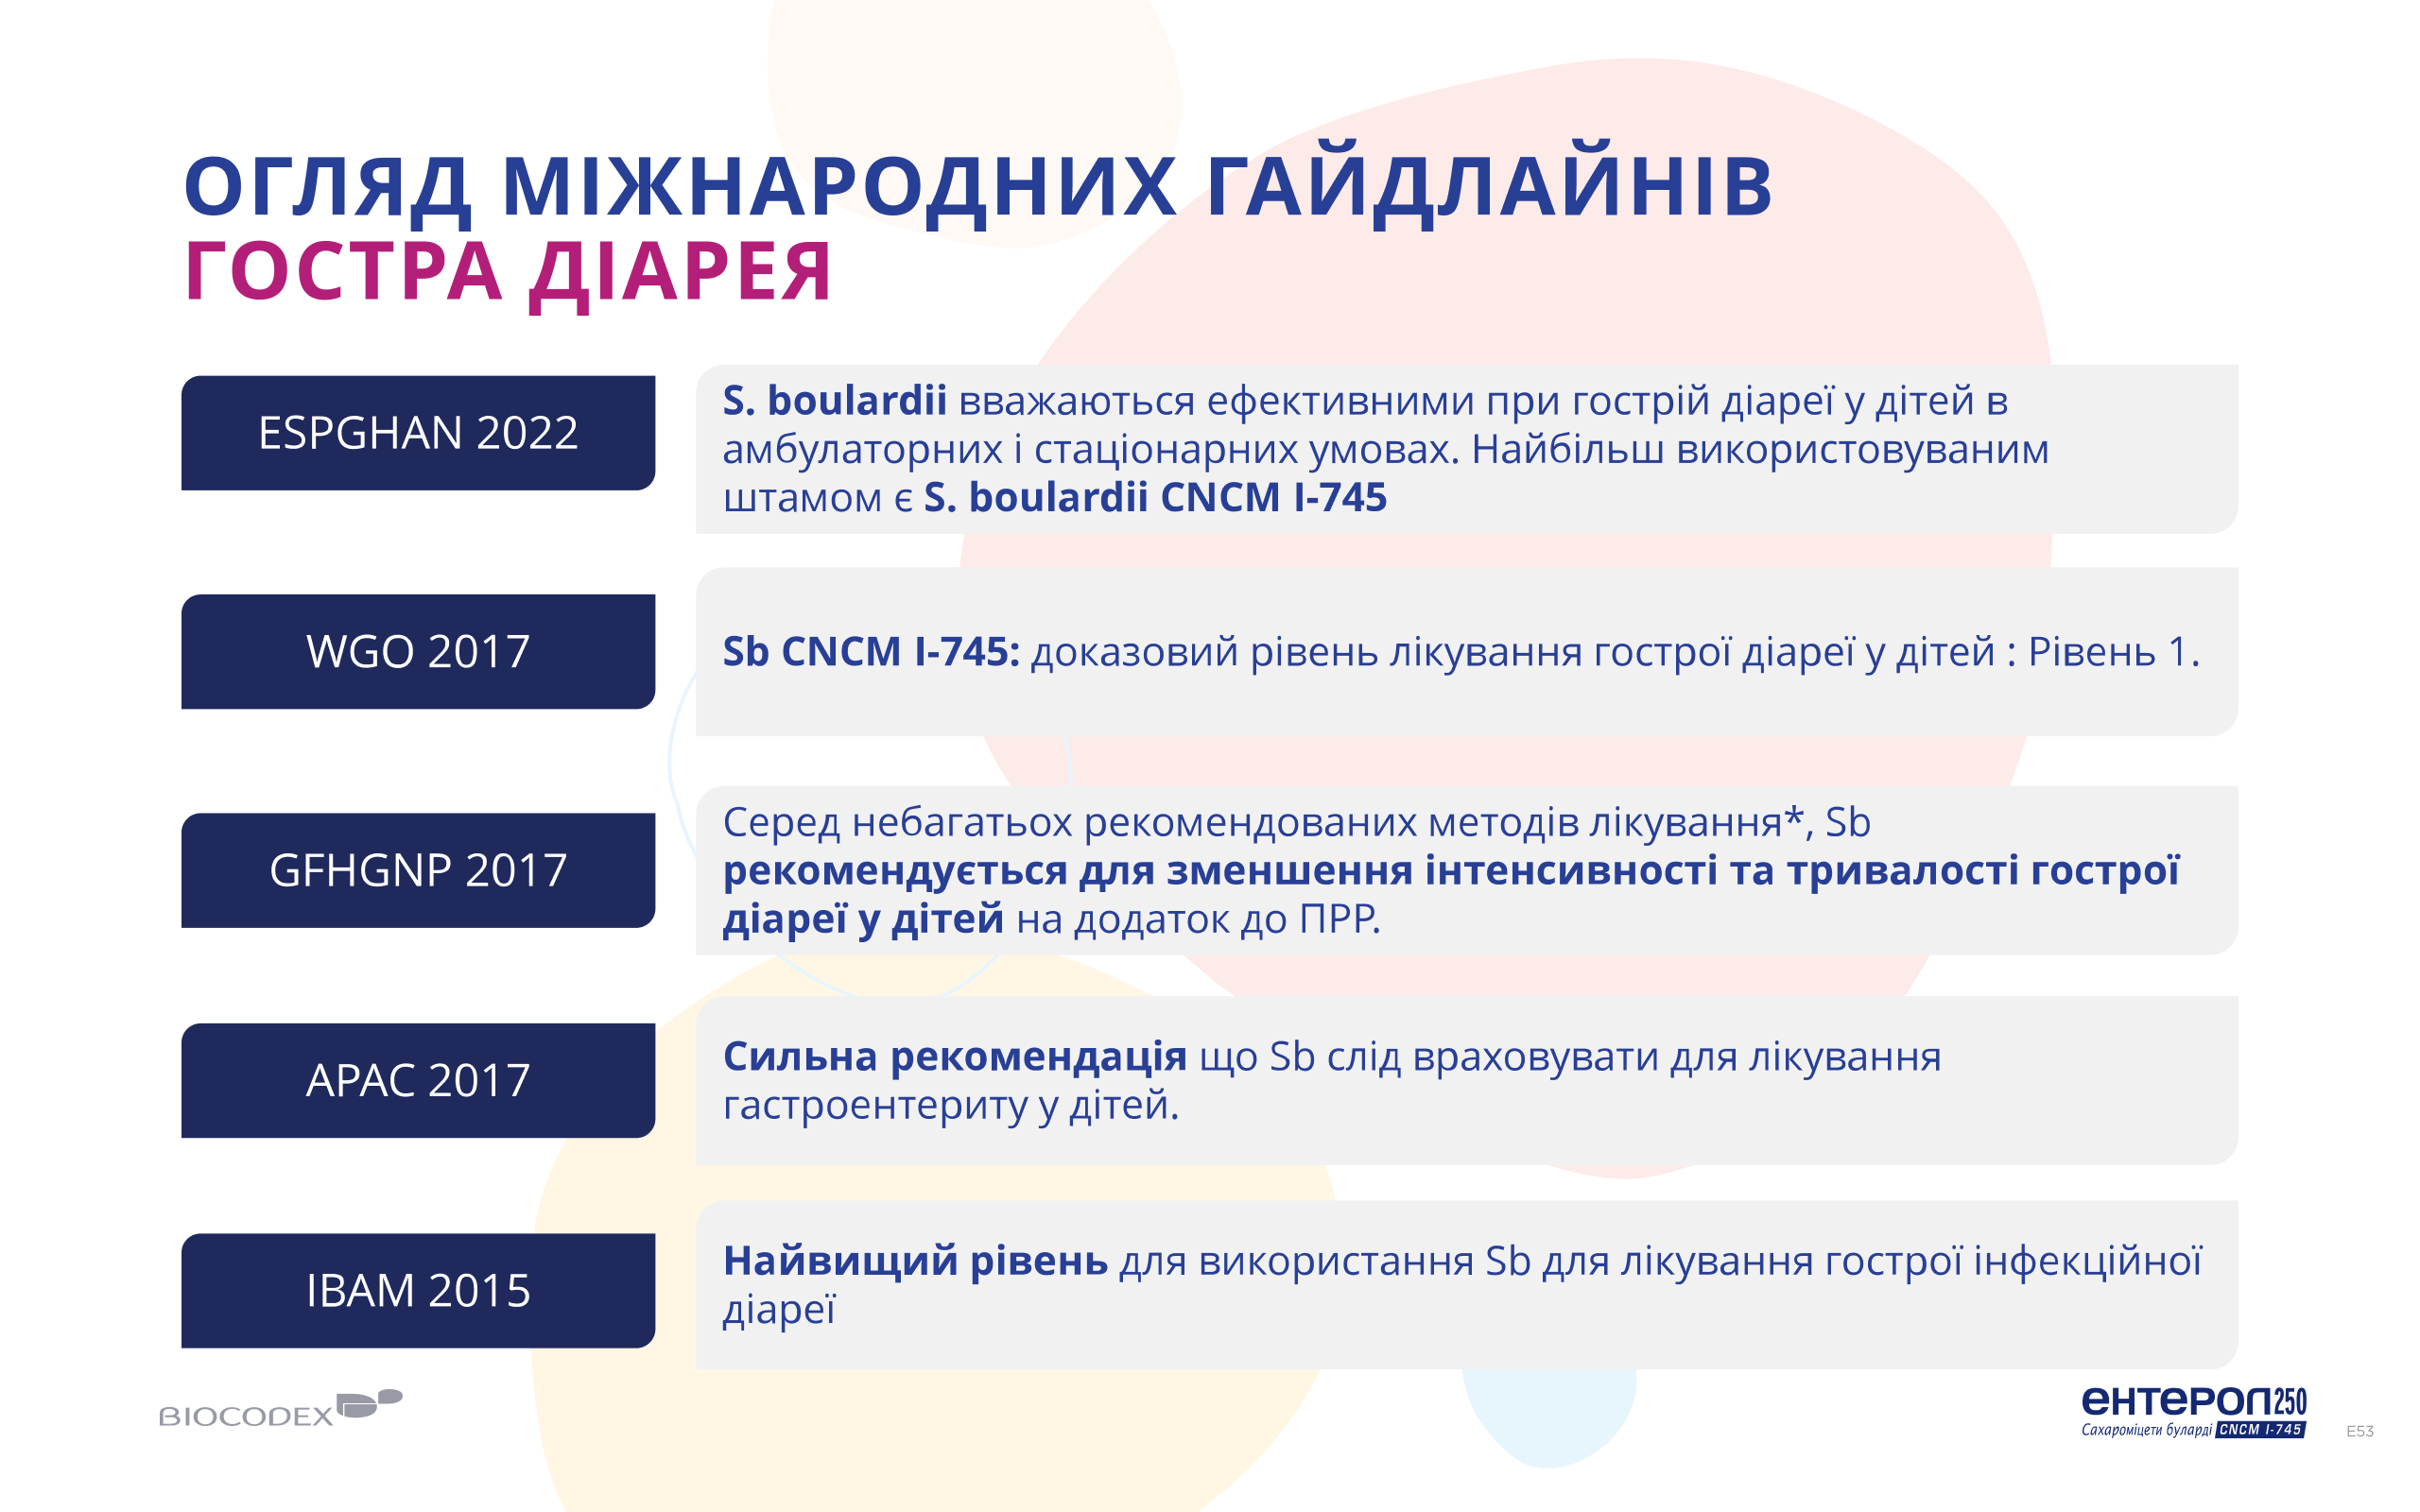 ОГЛЯД МІЖНАРОДНИХ ГАЙДЛАЙНІВ
ГОСТРА ДІАРЕЯ
ESPGHAN 2022
S. boulardii вважаються ефективними при гострій діареї у дітей в
амбулаторних і стаціонарних умовах. Найбільш використовуваним
штамом є S. boulardii CNCM I-745
WGO 2017
Sb CNCM I-745: доказовий рівень лікування гострої діареї у дітей : Рівень 1.
GFHGNP 2017
Серед небагатьох рекомендованих методів лікування*, Sb
рекомендується для зменшення інтенсивності та тривалості гострої
діареї у дітей на додаток до ПРР.
APAC 2017
Сильна рекомендація що Sb слід враховувати для лікування
гастроентериту у дітей.
IBAM 2015
Найвищий рівень для використання Sb для лікування гострої інфекційної
діареї
BIOCODEX
ентерол 250
Сахароміцети буларді CNCM I-745
E53